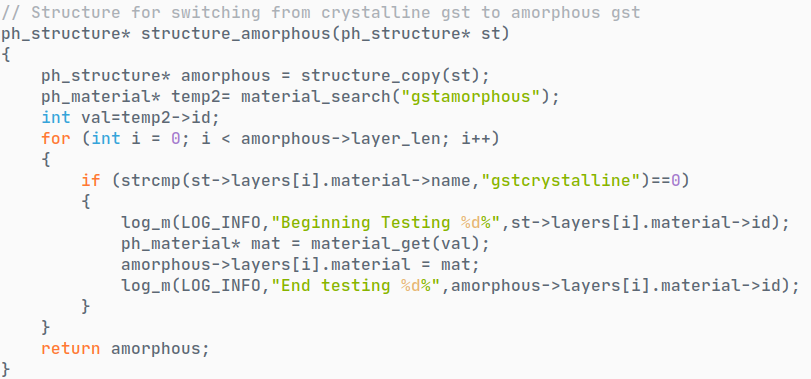 // Structure for switching from crystalline gst to amorphous gst
ph_structure* structure_amorphous(ph_structure* st)
{
    ph_structure* amorphous = structure_copy(st);
    ph_material* temp2= material_search("gstamorphous");
    int val=temp2->id;
    for (int i = 0; i < amorphous->layer_len; i++)
    {
        if (strcmp(st->layers[i].material->name,"gstcrystalline")==0)
        {
            log_m(LOG_INFO,"Beginning Testing %d%",st->layers[i].material->id);
            ph_material* mat = material_get(val);
            amorphous->layers[i].material = mat;
            log_m(LOG_INFO,"End testing %d%",amorphous->layers[i].material->id);
        }
    }
    return amorphous;
}